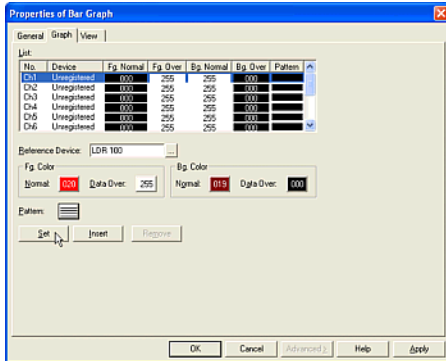 Properties of Bar Graph
General Graph View
List:
No. Device Fg. Normal Fg. Over Bg. Normal Bg. Over Pattern
Ch1 Unregistered 000 255 255 000
Ch2 Unregistered 000 255 255 000
Ch3 Unregistered 000 255 255 000
Ch4 Unregistered 000 255 255 000
Ch5 Unregistered 000 255 255 000
Ch6 Unregistered 000 255 255 000
Reference Device: LDR 100 ...
Fg. Color Bg. Color
Normal: 020 Data Over: 255 Normal: 019 Data Over: 000
Pattern:
Set Insert Remove
OK Cancel Advanced > Help Apply